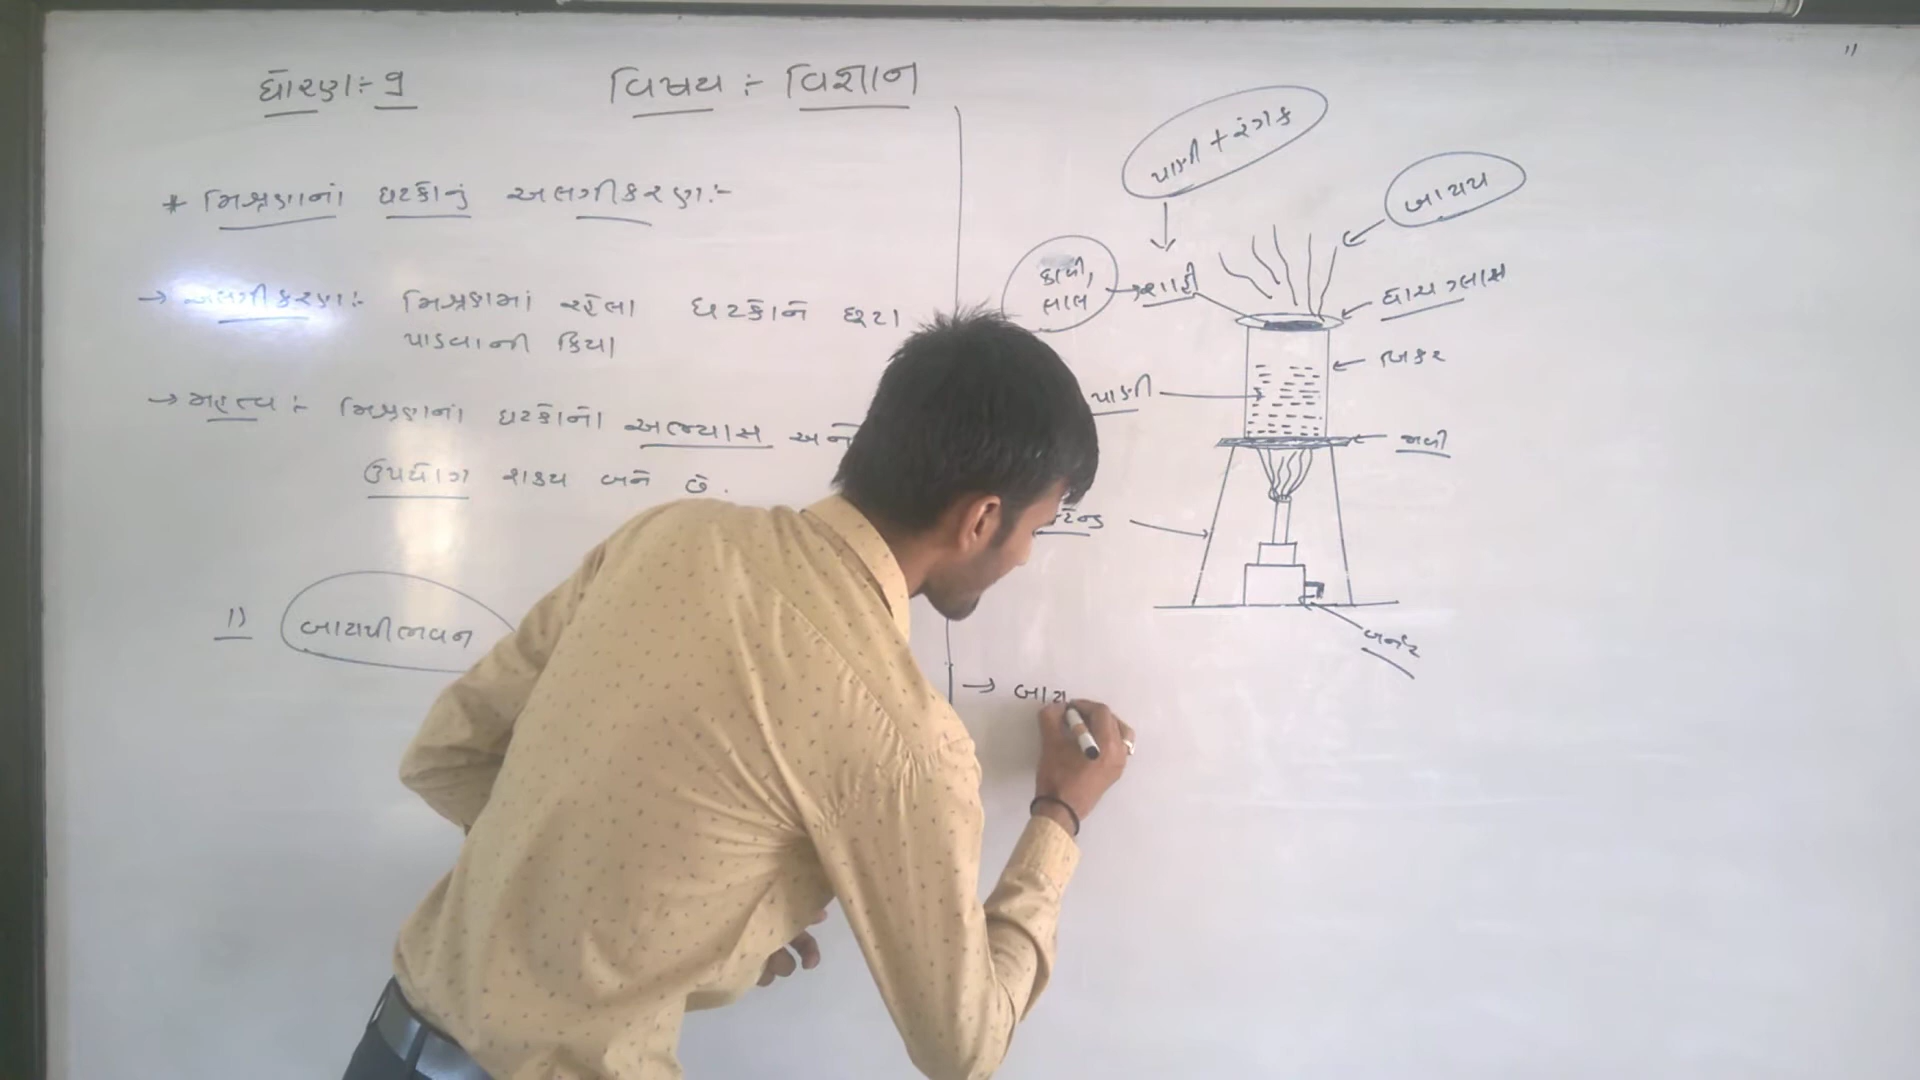 ધોરણ:- 9
વિષય :- વિજ્ઞાન
* મિશ્રણનાં ઘટકોનું અલગીકરણ:-
→ અલગીકરણ:- મિશ્રણમાં રહેલા ઘટકોને છુટા
પાડવાની ક્રિયા
→ મહત્વ :- મિશ્રણનાં ઘટકોનો અભ્યાસ અને
ઉપયોગ શક્ય બને છે.
1) બાષ્પીભવન
પાણી + રંગક
બાષ્પ
કાળી,
લાલ
→ શાહી
વોચ ગ્લાસ
બિકર
પાણી
જાળી
બર્નર
→ બાષ્